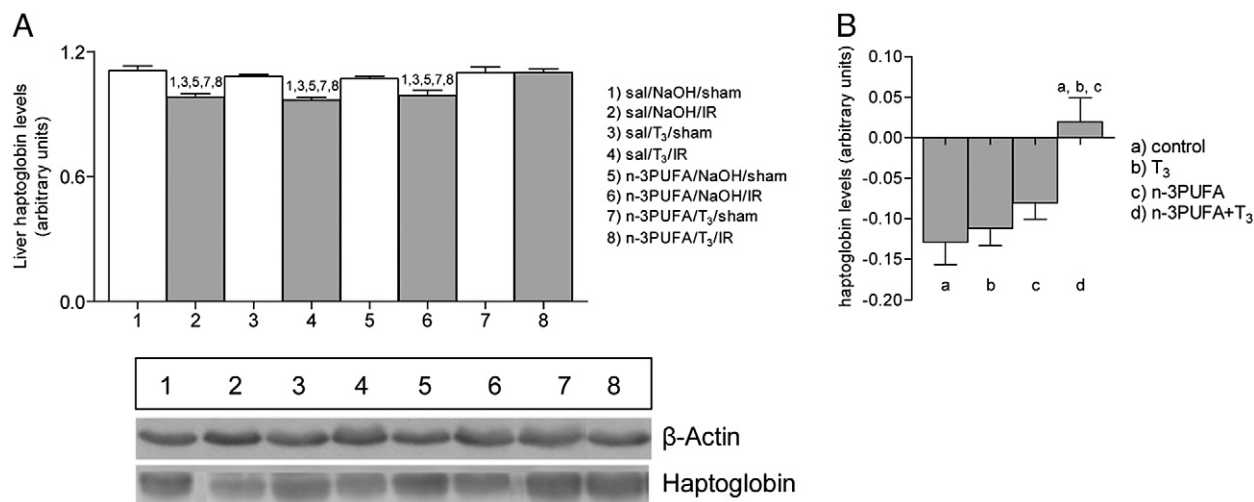 A
Liver haptoglobin levels
(arbitrary units)
1.2
0.6
0.0
1,3,5,7,8
1,3,5,7,8
1,3,5,7,8
1 2 3 4 5 6 7 8
1) sal/NaOH/sham
2) sal/NaOH/IR
3) sal/T₃/sham
4) sal/T₃/IR
5) n-3PUFA/NaOH/sham
6) n-3PUFA/NaOH/IR
7) n-3PUFA/T₃/sham
8) n-3PUFA/T₃/IR
B
haptoglobin levels (arbitrary units)
0.10
0.05
0.00
-0.05
-0.10
-0.15
-0.20
a, b, c
a b c d
a) control
b) T₃
c) n-3PUFA
d) n-3PUFA+T₃
1 2 3 4 5 6 7 8
β-Actin
Haptoglobin